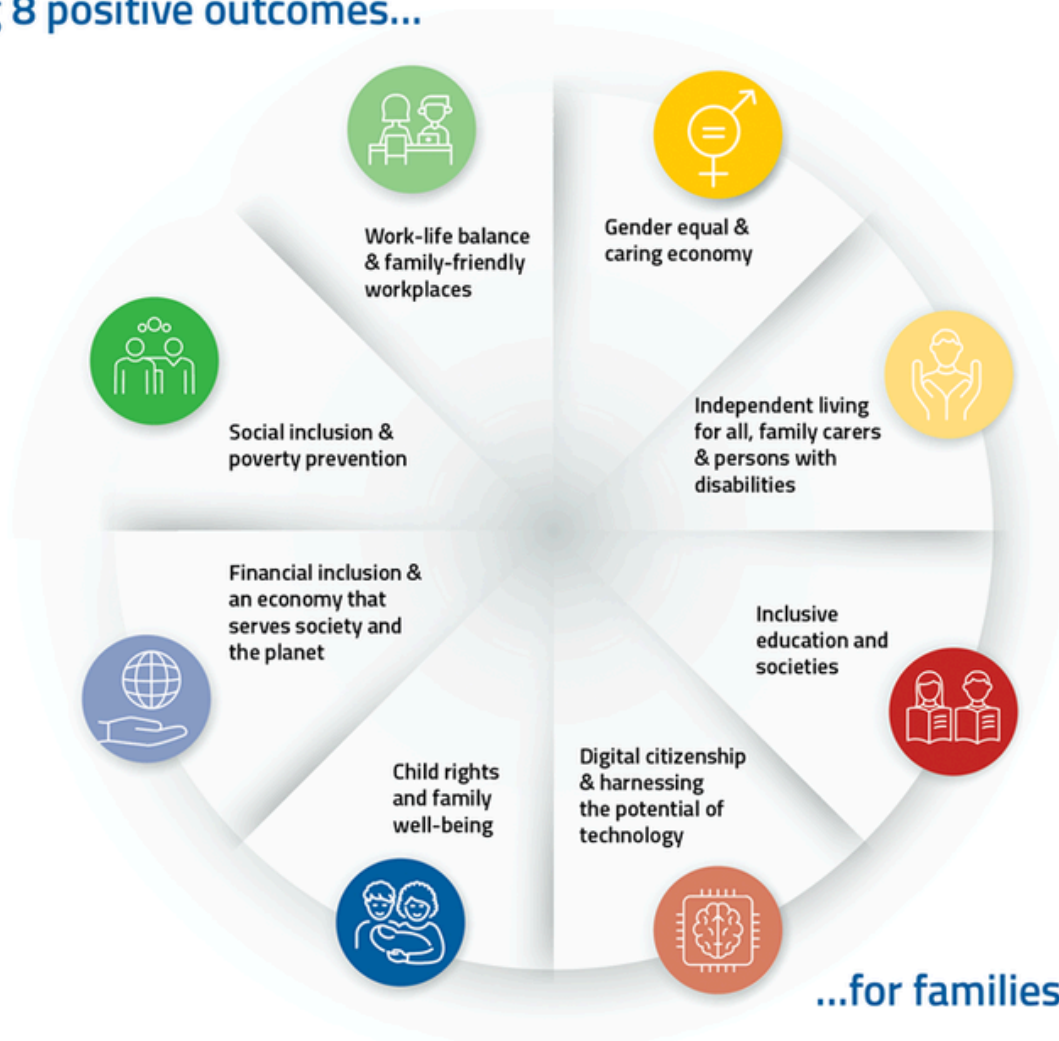 8 positive outcomes...
Gender equal &
caring economy
Independent living
for all, family carers
& persons with
disabilities
Inclusive
education and
societies
Digital citizenship
& harnessing
the potential of
technology
Child rights
and family
well-being
Financial inclusion &
an economy that
serves society and
the planet
Social inclusion &
poverty prevention
Work-life balance
& family-friendly
workplaces
...for families